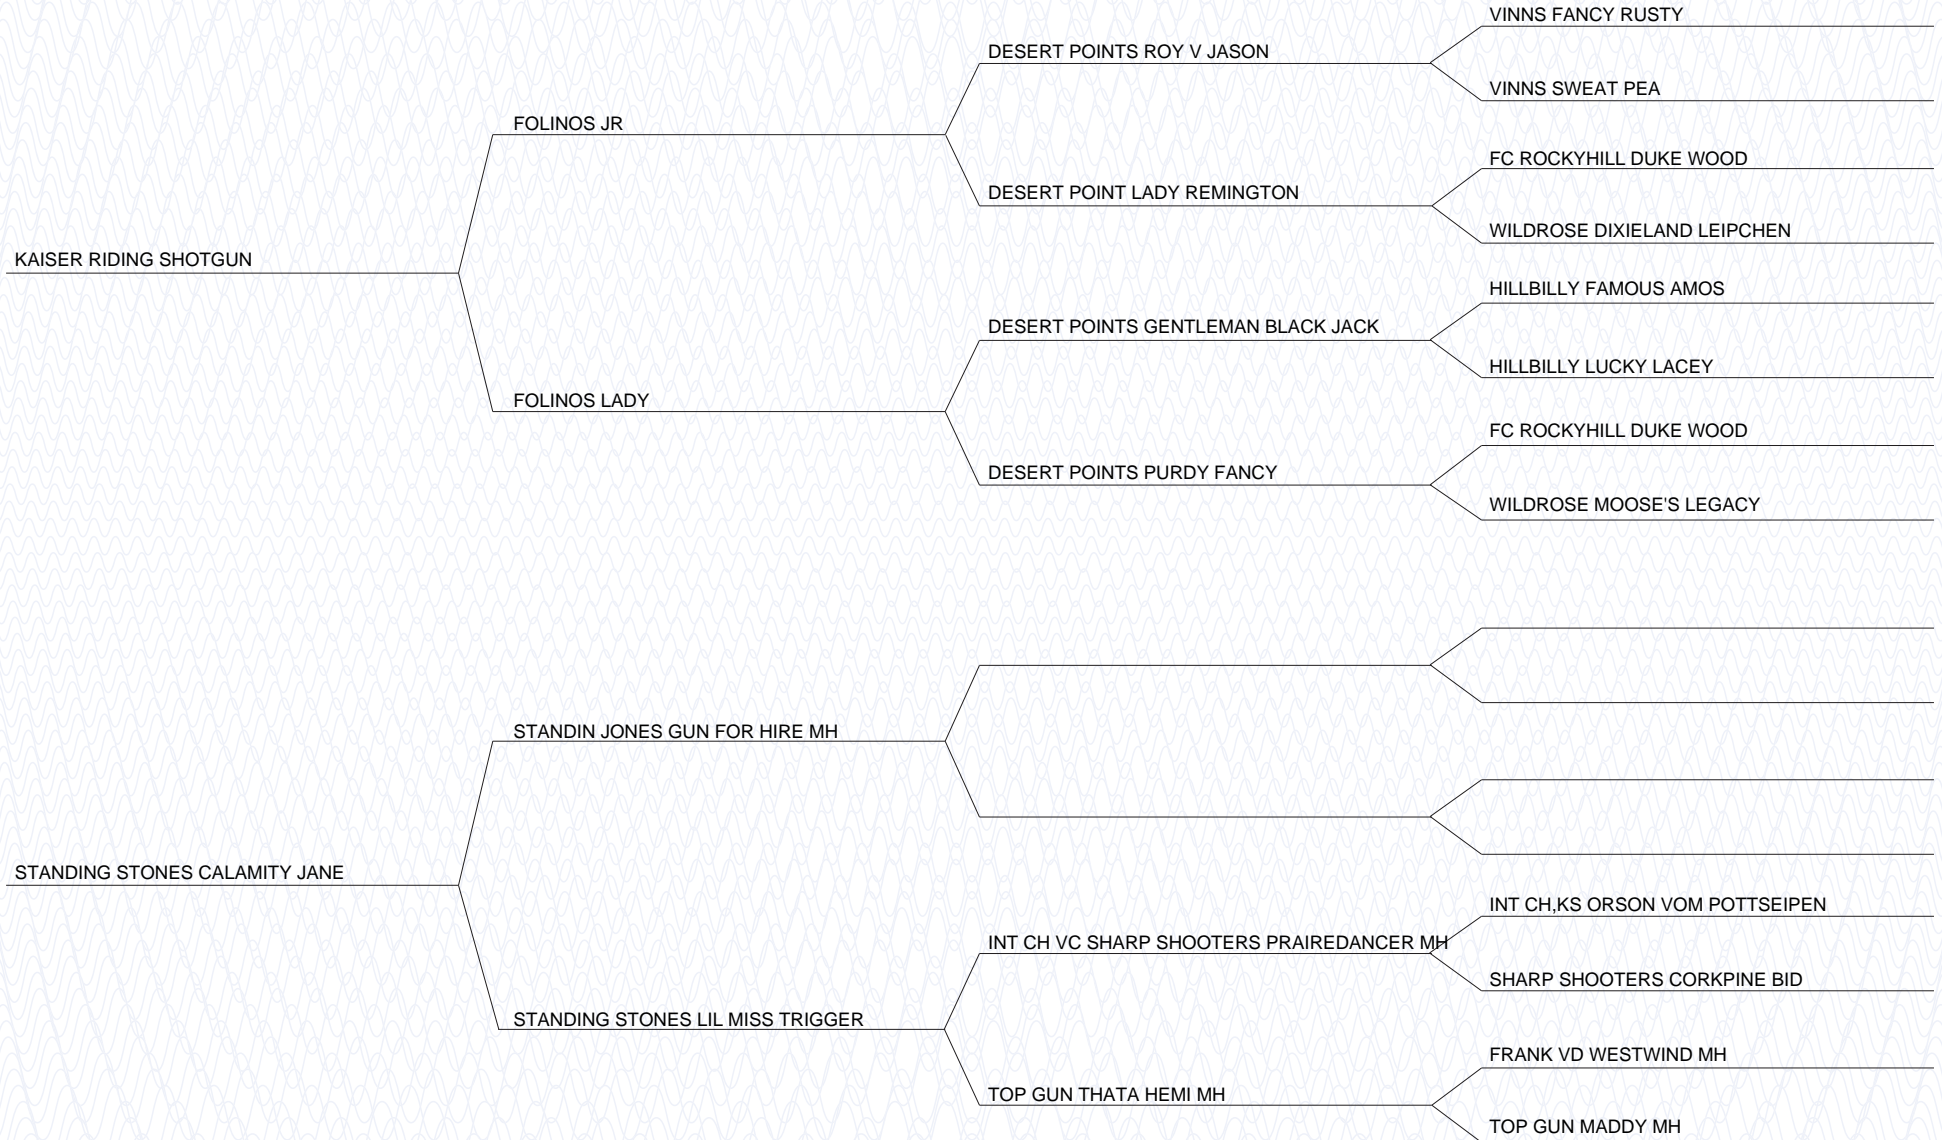 VINNS FANCY RUSTY
DESERT POINTS ROY V JASON
VINNS SWEAT PEA
FOLINOS JR
FC ROCKYHILL DUKE WOOD
DESERT POINT LADY REMINGTON
WILDROSE DIXIELAND LEIPCHEN
KAISER RIDING SHOTGUN
HILLBILLY FAMOUS AMOS
DESERT POINTS GENTLEMAN BLACK JACK
HILLBILLY LUCKY LACEY
FOLINOS LADY
FC ROCKYHILL DUKE WOOD
DESERT POINTS PURDY FANCY
WILDROSE MOOSE'S LEGACY
STANDIN JONES GUN FOR HIRE MH
STANDING STONES CALAMITY JANE
INT CH,KS ORSON VOM POTTSEIPEN
INT CH VC SHARP SHOOTERS PRAIREDANCER MH
SHARP SHOOTERS CORKPINE BID
STANDING STONES LIL MISS TRIGGER
FRANK VD WESTWIND MH
TOP GUN THATA HEMI MH
TOP GUN MADDY MH